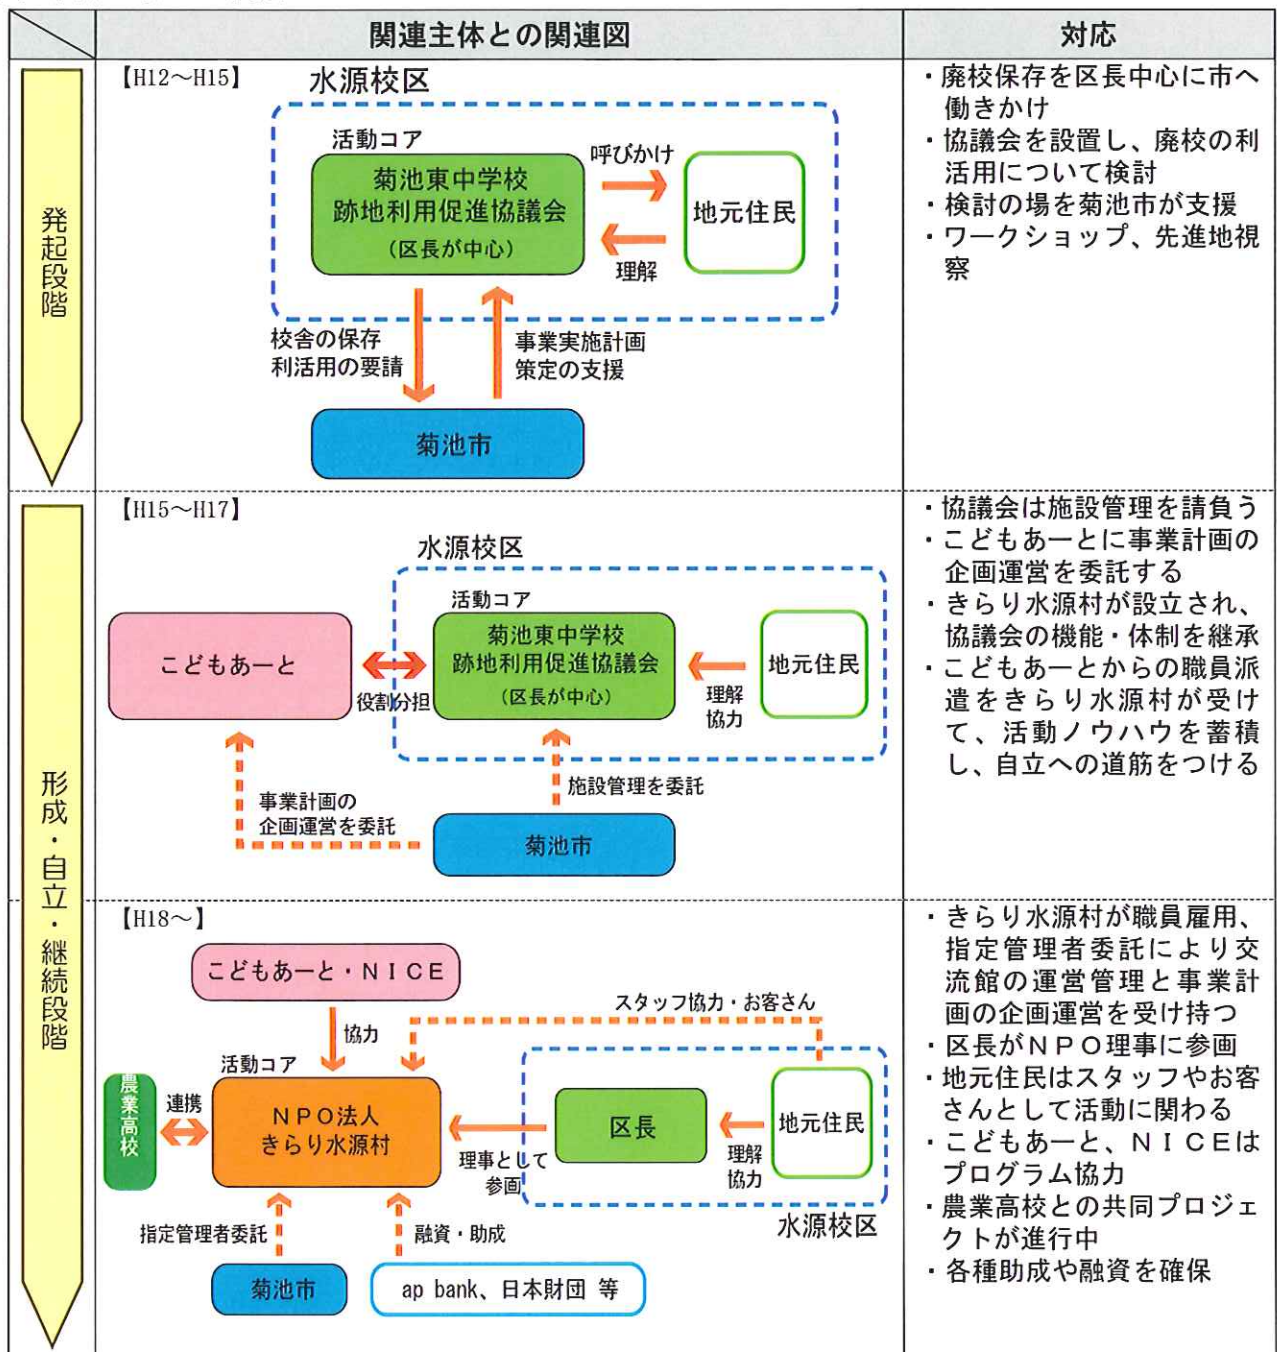 関連主体との関連図
対応
発起段階
【H12〜H15】
水源校区
活動コア
菊池東中学校
跡地利用促進協議会
(区長が中心)
呼びかけ
理解
地元住民
校舎の保存
利活用の要請
事業実施計画
策定の支援
菊池市
・廃校保存を区長中心に市へ
働きかけ
・協議会を設置し、廃校の利
活用について検討
・検討の場を菊池市が支援
・ワークショップ、先進地視
察
形成・自立・継続段階
【H15〜H17】
水源校区
活動コア
こどもあーと
役割分担
菊池東中学校
跡地利用促進協議会
(区長が中心)
理解
協力
地元住民
事業計画の
企画運営を委託
施設管理を委託
菊池市
・協議会は施設管理を請負う
・こどもあーとに事業計画の
企画運営を委託する
・きらり水源村が設立され、
協議会の機能・体制を継承
・こどもあーとからの職員派
遣をきらり水源村が受け
て、活動ノウハウを蓄積
し、自立への道筋をつける
【H18〜】
こどもあーと・NICE
協力
スタッフ協力・お客さん
活動コア
農業高校
連携
NPO法人
きらり水源村
理事として
参画
区長
理解
協力
地元住民
水源校区
指定管理者委託
融資・助成
菊池市
ap bank、日本財団 等
・きらり水源村が職員雇用、
指定管理者委託により交
流館の運営管理と事業計
画の企画運営を受け持つ
・区長がNPO理事に参画
・地元住民はスタッフやお客
さんとして活動に関わる
・こどもあーと、NICEは
プログラム協力
・農業高校との共同プロジェ
クトが進行中
・各種助成や融資を確保